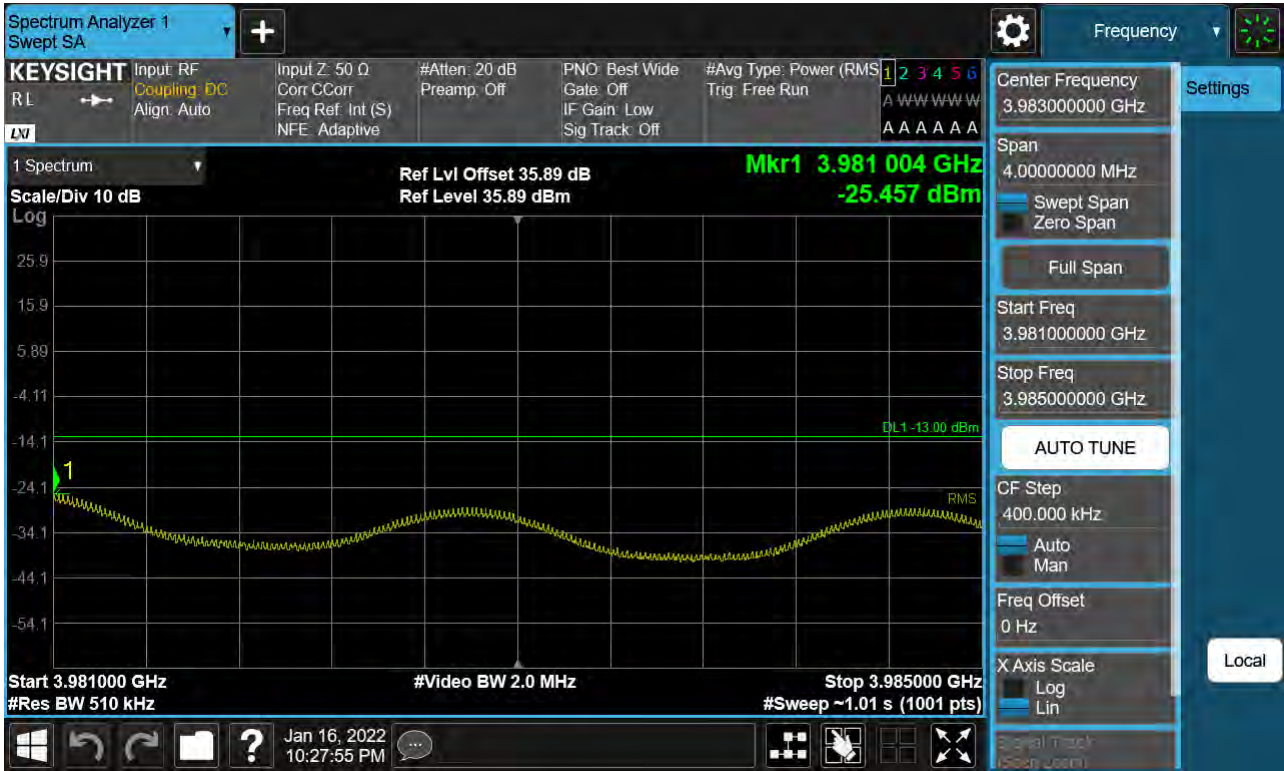 Spectrum Analyzer 1
Swept SA
+
Frequency
KEYSIGHT
RL
LXI
Input: RF
Coupling: DC
Align: Auto
Input Z: 50 Ω
Corr CCorr
Freq Ref: Int (S)
NFE: Adaptive
#Atten: 20 dB
Preamp: Off
PNO: Best Wide
Gate: Off
IF Gain: Low
Sig Track: Off
#Avg Type: Power (RMS
Trig: Free Run
1 2 3 4 5 6
A W W W W W
A A A A A A
1 Spectrum
Scale/Div 10 dB
Ref Lvl Offset 35.89 dB
Ref Level 35.89 dBm
Mkr1 3.981 004 GHz
-25.457 dBm
Log
25.9
15.9
5.89
-4.11
-14.1
-24.1
-34.1
-44.1
-54.1
DL1 -13.00 dBm
1
RMS
Start 3.981000 GHz
#Res BW 510 kHz
#Video BW 2.0 MHz
Stop 3.985000 GHz
#Sweep ~1.01 s (1001 pts)
Center Frequency
3.983000000 GHz
Span
4.00000000 MHz
Swept Span
Zero Span
Full Span
Start Freq
3.981000000 GHz
Stop Freq
3.985000000 GHz
AUTO TUNE
CF Step
400.000 kHz
Auto
Man
Freq Offset
0 Hz
X Axis Scale
Log
Lin
Signal Track
(Span Zoom)
Settings
Local
?
Jan 16, 2022
10:27:55 PM